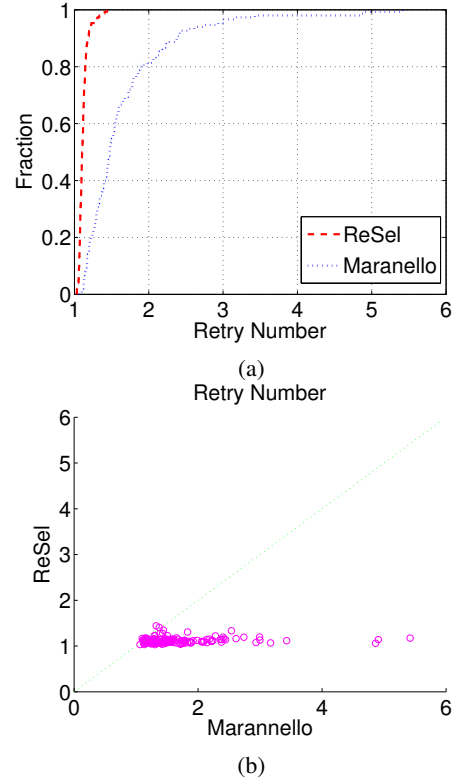 1
0.8
0.6
0.4
0.2
0
Fraction
ReSel
Maranello
1 2 3 4 5 6
Retry Number
(a)
Retry Number
6
5
4
3
2
1
0
ReSel
0 2 4 6
Marannello
(b)